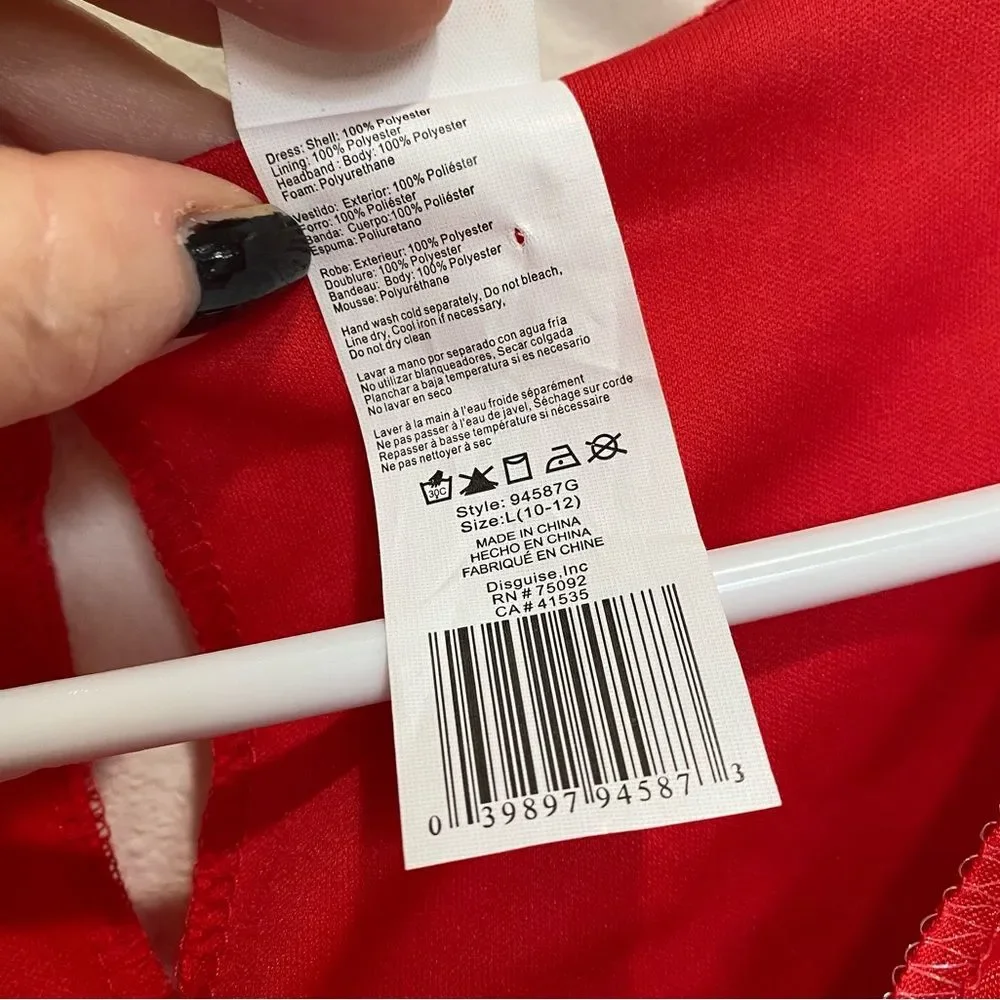 Dress: Shell: 100% Polyester
Lining: 100% Polyester
Headband: Body: 100% Polyester
Foam: Polyurethane
Vestido: Exterior: 100% Poliéster
Forro: 100% Poliéster
Banda: Cuerpo:100% Poliéster
Espuma: Poliuretano
Robe: Exterieur: 100% Polyester
Doublure: 100% Polyester
Bandeau: Body: 100% Polyester
Mousse: Polyuréthane
Hand wash cold separately, Do not bleach,
Line dry, Cool iron if necessary,
Do not dry clean
Lavar a mano por separado con agua fría
No utilizar blanqueadores, Secar colgada
Planchar a baja temperatura si es necesario
No lavar en seco
Laver à la main à l'eau froide séparément
Ne pas passer à l'eau de javel, Séchage sur corde
Repasser à basse température si nécessaire
Ne pas nettoyer à sec
30C
Style: 94587G
Size:L(10-12)
MADE IN CHINA
HECHO EN CHINA
FABRIQUÉ EN CHINE
Disguise,Inc
RN # 75092
CA # 41535
0 39897 94587 3